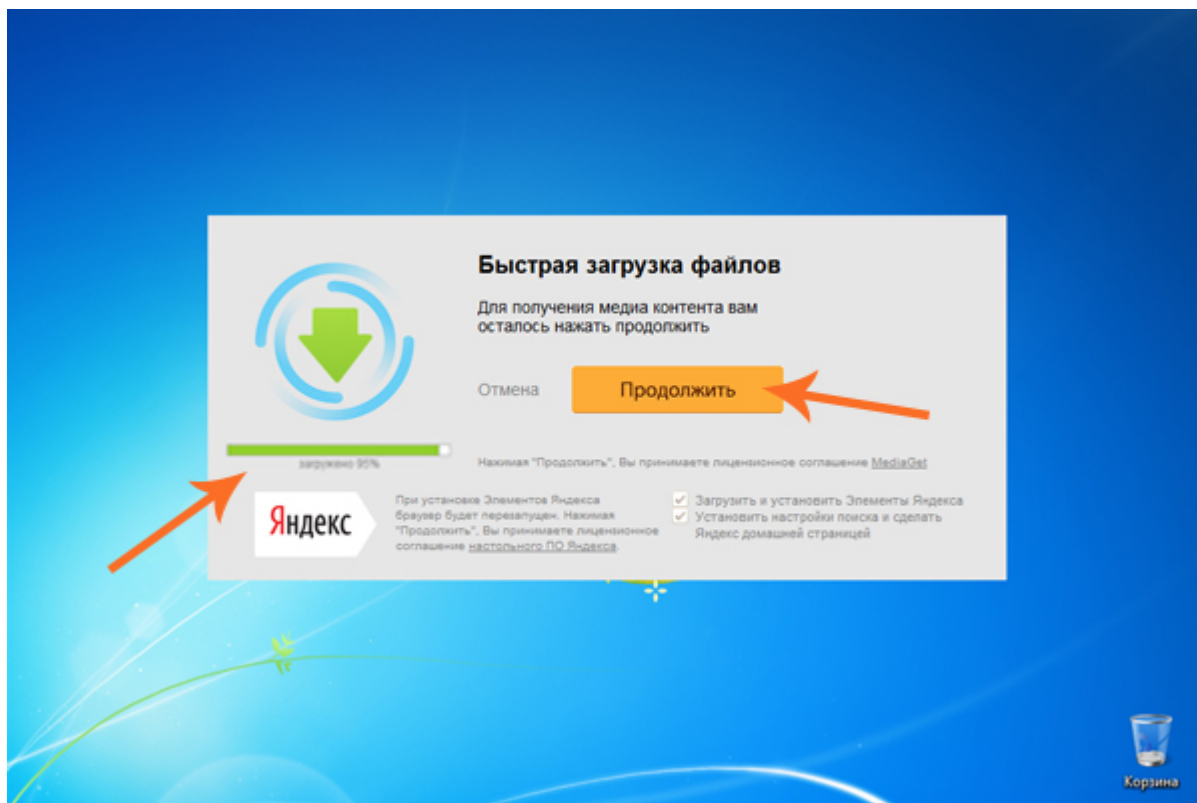 Быстрая загрузка файлов
Для получения медиа контента вам
осталось нажать продолжить
Отмена
Продолжить
загружено 95%
Нажимая "Продолжить", Вы принимаете лицензионное соглашение MediaGet
Яндекс
При установке Элементов Яндекса
браузер будет перезапущен. Нажимая
"Продолжить", Вы принимаете лицензионное
соглашение настольного ПО Яндекса.
Загрузить и установить Элементы Яндекса
Установить настройки поиска и сделать
Яндекс домашней страницей
Корзина